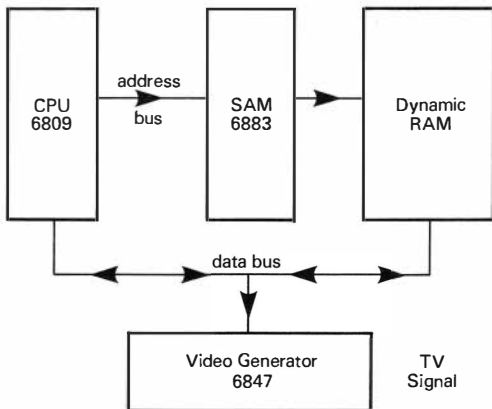 CPU
6809
address
bus
SAM
6883
Dynamic
RAM
data bus
Video Generator
6847
TV
Signal